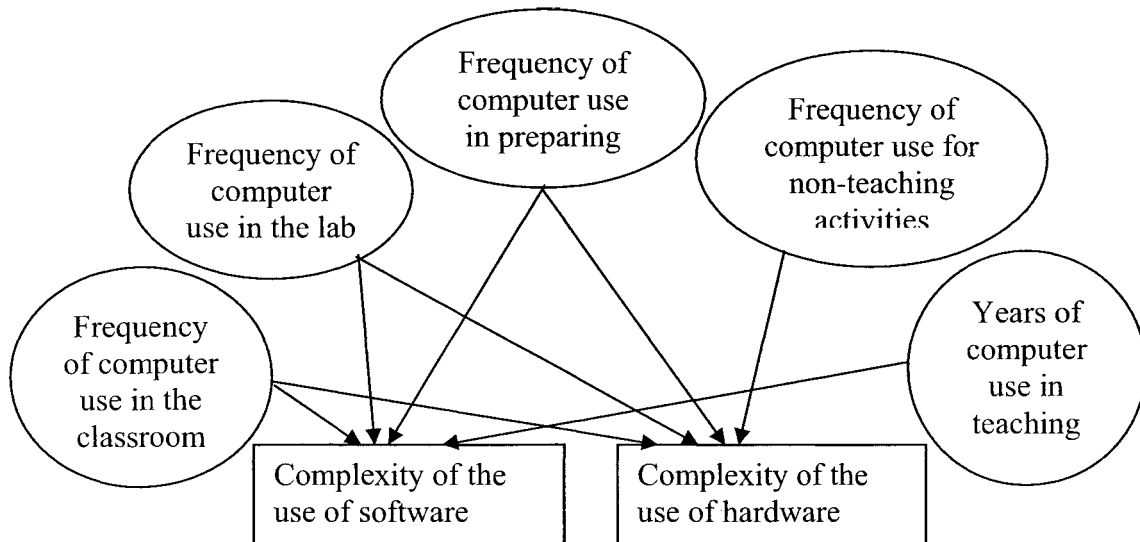 Frequency of
computer use
in preparing
Frequency of
computer use for
non-teaching
activities
Frequency of
computer
use in the lab
Years of
computer
use in
teaching
Frequency
of computer
use in the
classroom
Complexity of the
use of software
Complexity of the
use of hardware